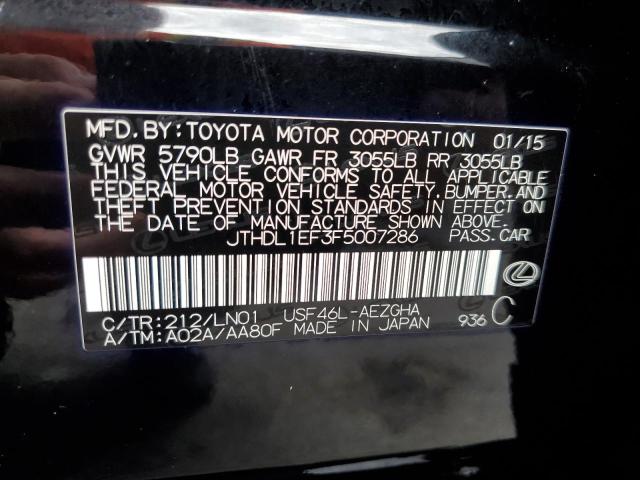 MFD. BY: TOYOTA MOTOR CORPORATION 01/15
GVWR 5790LB GAWR FR 3055LB RR 3055LB
THIS VEHICLE CONFORMS TO ALL APPLICABLE
FEDERAL MOTOR VEHICLE SAFETY, BUMPER, AND
THEFT PREVENTION STANDARDS IN EFFECT ON
THE DATE OF MANUFACTURE SHOWN ABOVE.
JTHDL1EF3F5007286 PASS. CAR
C/TR: 212/LN01 USF46L-AEZGHA
A/TM: A02A/AA80F MADE IN JAPAN 936 C